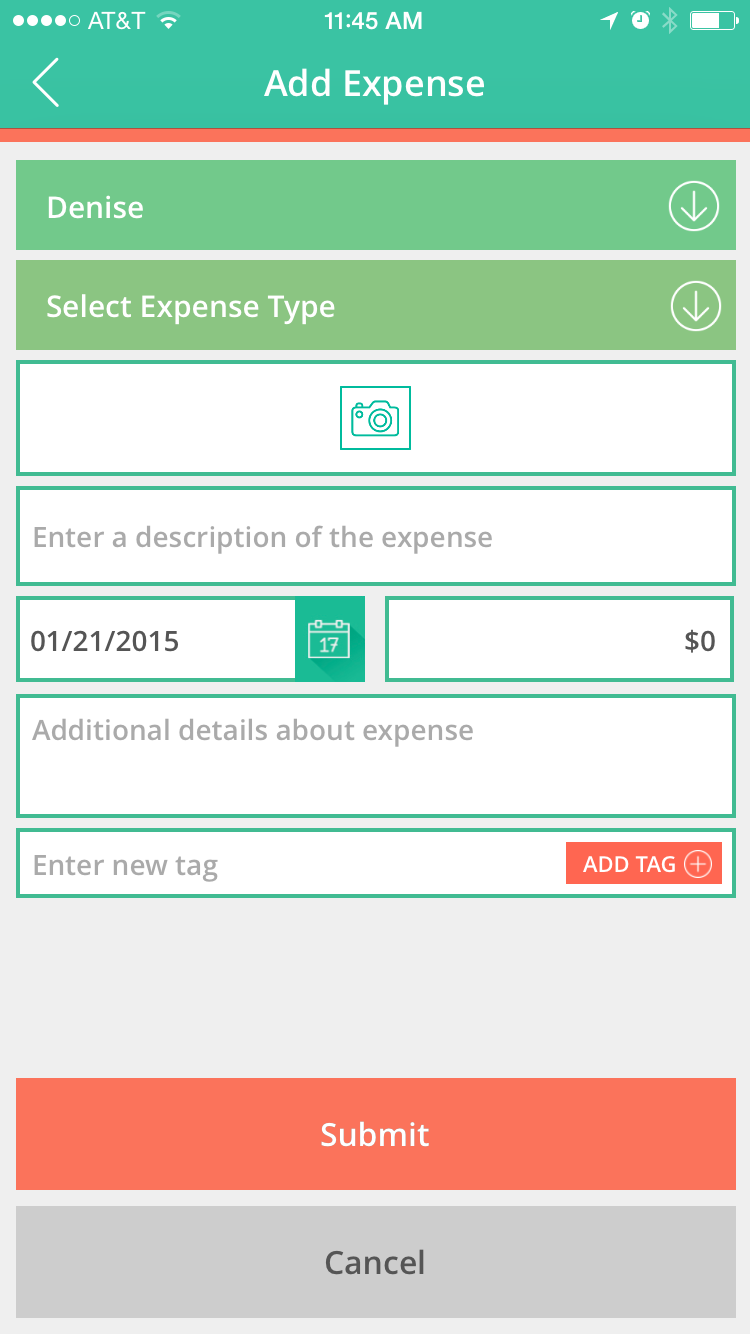 AT&T 11:45 AM
Add Expense
Denise
Select Expense Type
Enter a description of the expense
01/21/2015 17 $0
Additional details about expense
Enter new tag ADD TAG
Submit
Cancel